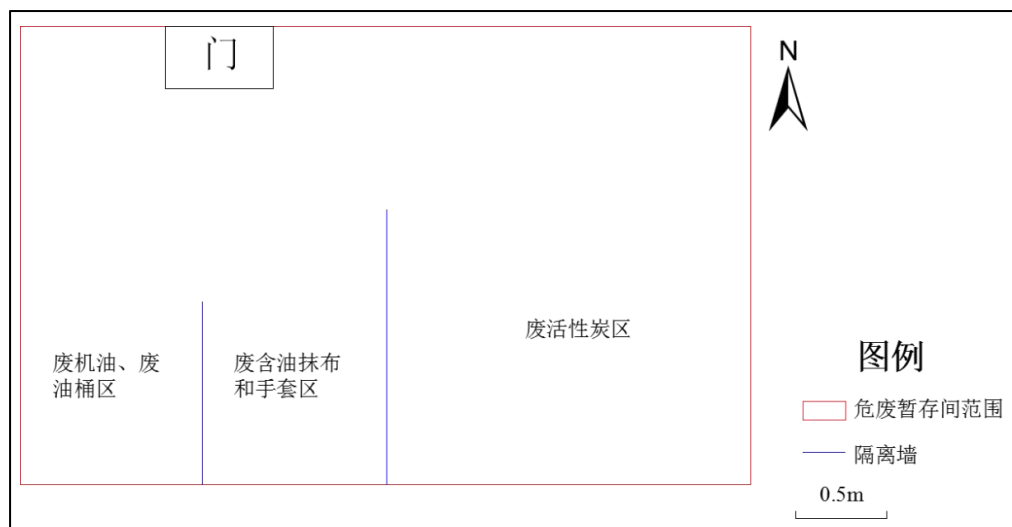 门
N
废活性炭区
废机油、废
油桶区
废含油抹布
和手套区
图例
危废暂存间范围
隔离墙
0.5m